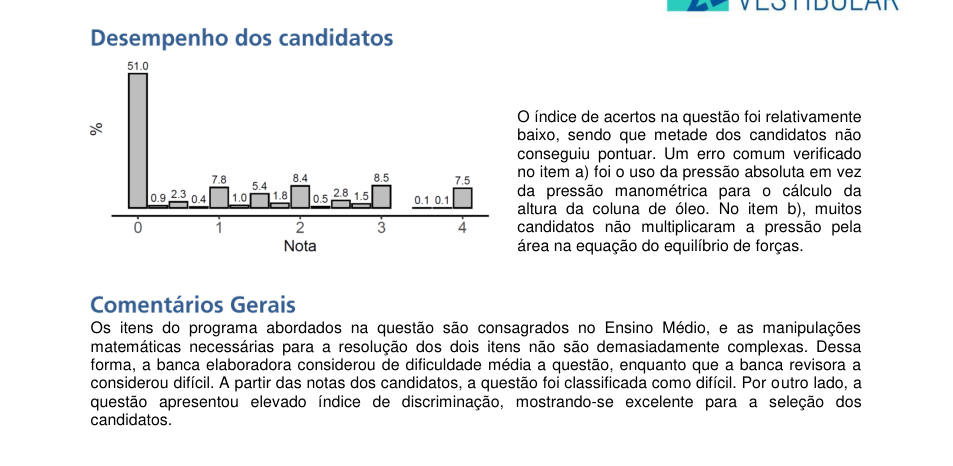 VESTIBULAR
Desempenho dos candidatos
51.0
0.9
2.3
0.4
7.8
1.0
5.4
1.8
8.4
0.5
2.8
1.5
8.5
0.1
0.1
7.5
%
0
1
2
3
4
Nota
O índice de acertos na questão foi relativamente
baixo, sendo que metade dos candidatos não
conseguiu pontuar. Um erro comum verificado
no item a) foi o uso da pressão absoluta em vez
da pressão manométrica para o cálculo da
altura da coluna de óleo. No item b), muitos
candidatos não multiplicaram a pressão pela
área na equação do equilíbrio de forças.
Comentários Gerais
Os itens do programa abordados na questão são consagrados no Ensino Médio, e as manipulações
matemáticas necessárias para a resolução dos dois itens não são demasiadamente complexas. Dessa
forma, a banca elaboradora considerou de dificuldade média a questão, enquanto que a banca revisora a
considerou difícil. A partir das notas dos candidatos, a questão foi classificada como difícil. Por outro lado, a
questão apresentou elevado índice de discriminação, mostrando-se excelente para a seleção dos
candidatos.